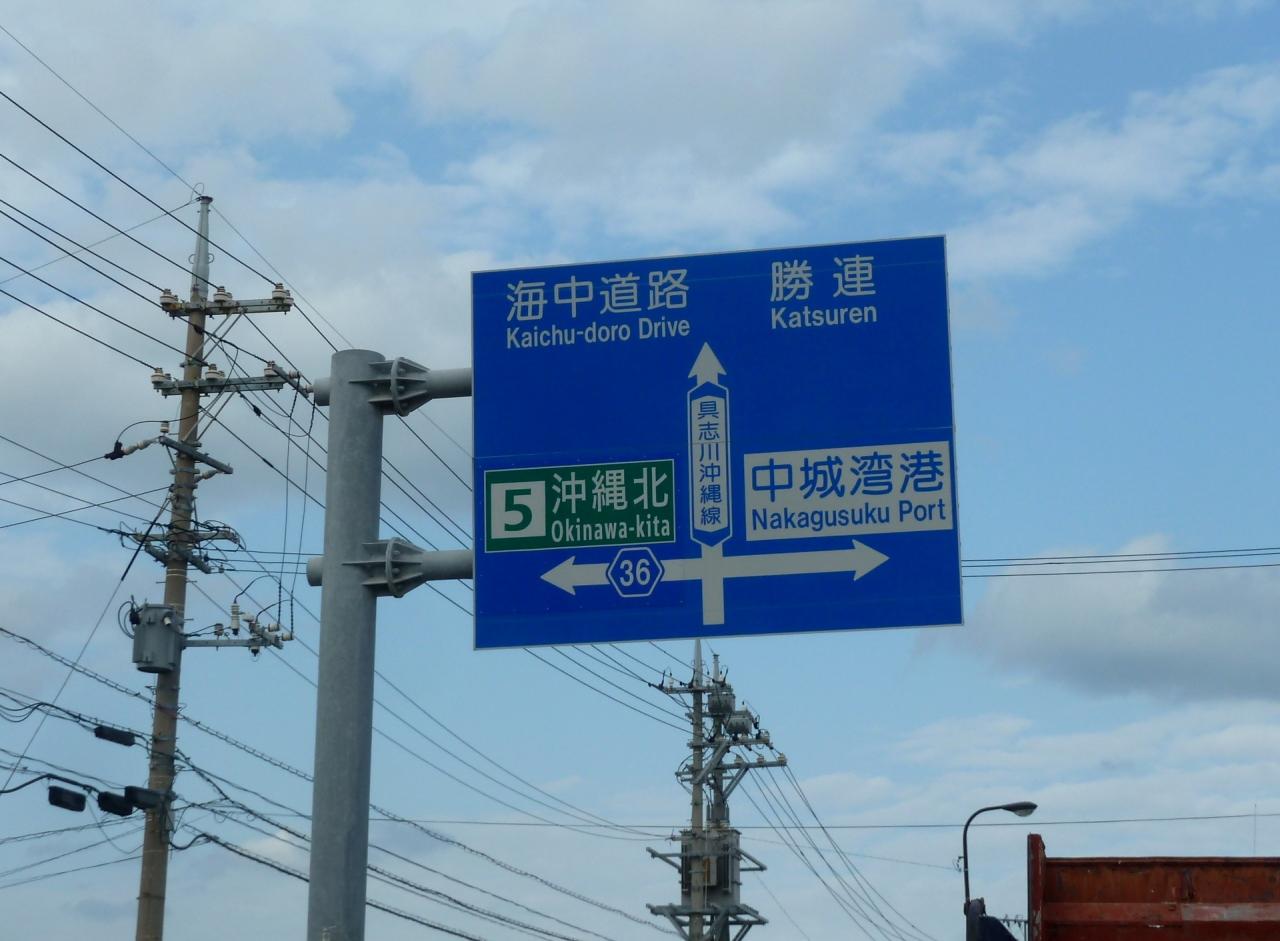 海中道路
Kaichu-doro Drive
勝連
Katsuren
具志川沖縄線
5 沖縄北
Okinawa-kita
中城湾港
Nakagusuku Port
36